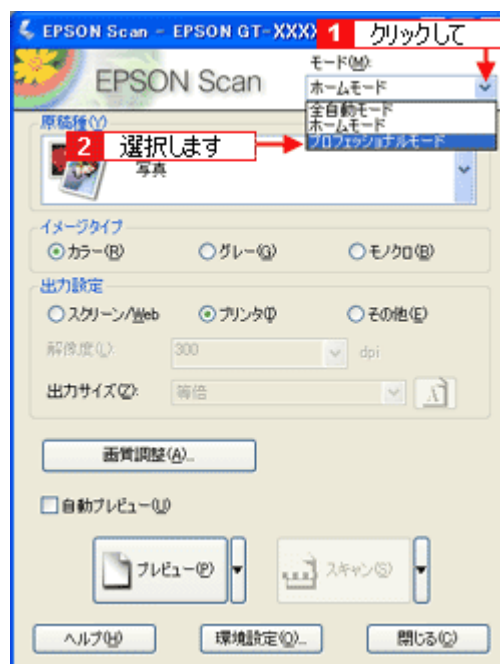 EPSON Scan - EPSON GT-XXXX
1 クリックして
EPSON Scan
モード(M):
ホームモード
全自動モード
ホームモード
プロフェッショナルモード
原稿種(Y)
2 選択します
写真
イメージタイプ
カラー(R) グレー(G) モノクロ(B)
出力設定
スクリーン/Web プリンタ(I) その他(E)
解像度(L): 300 dpi
出力サイズ(Z): 等倍
画質調整(A)...
自動プレビュー(U)
プレビュー(P) スキャン(S)
ヘルプ(H) 環境設定(O)... 閉じる(C)